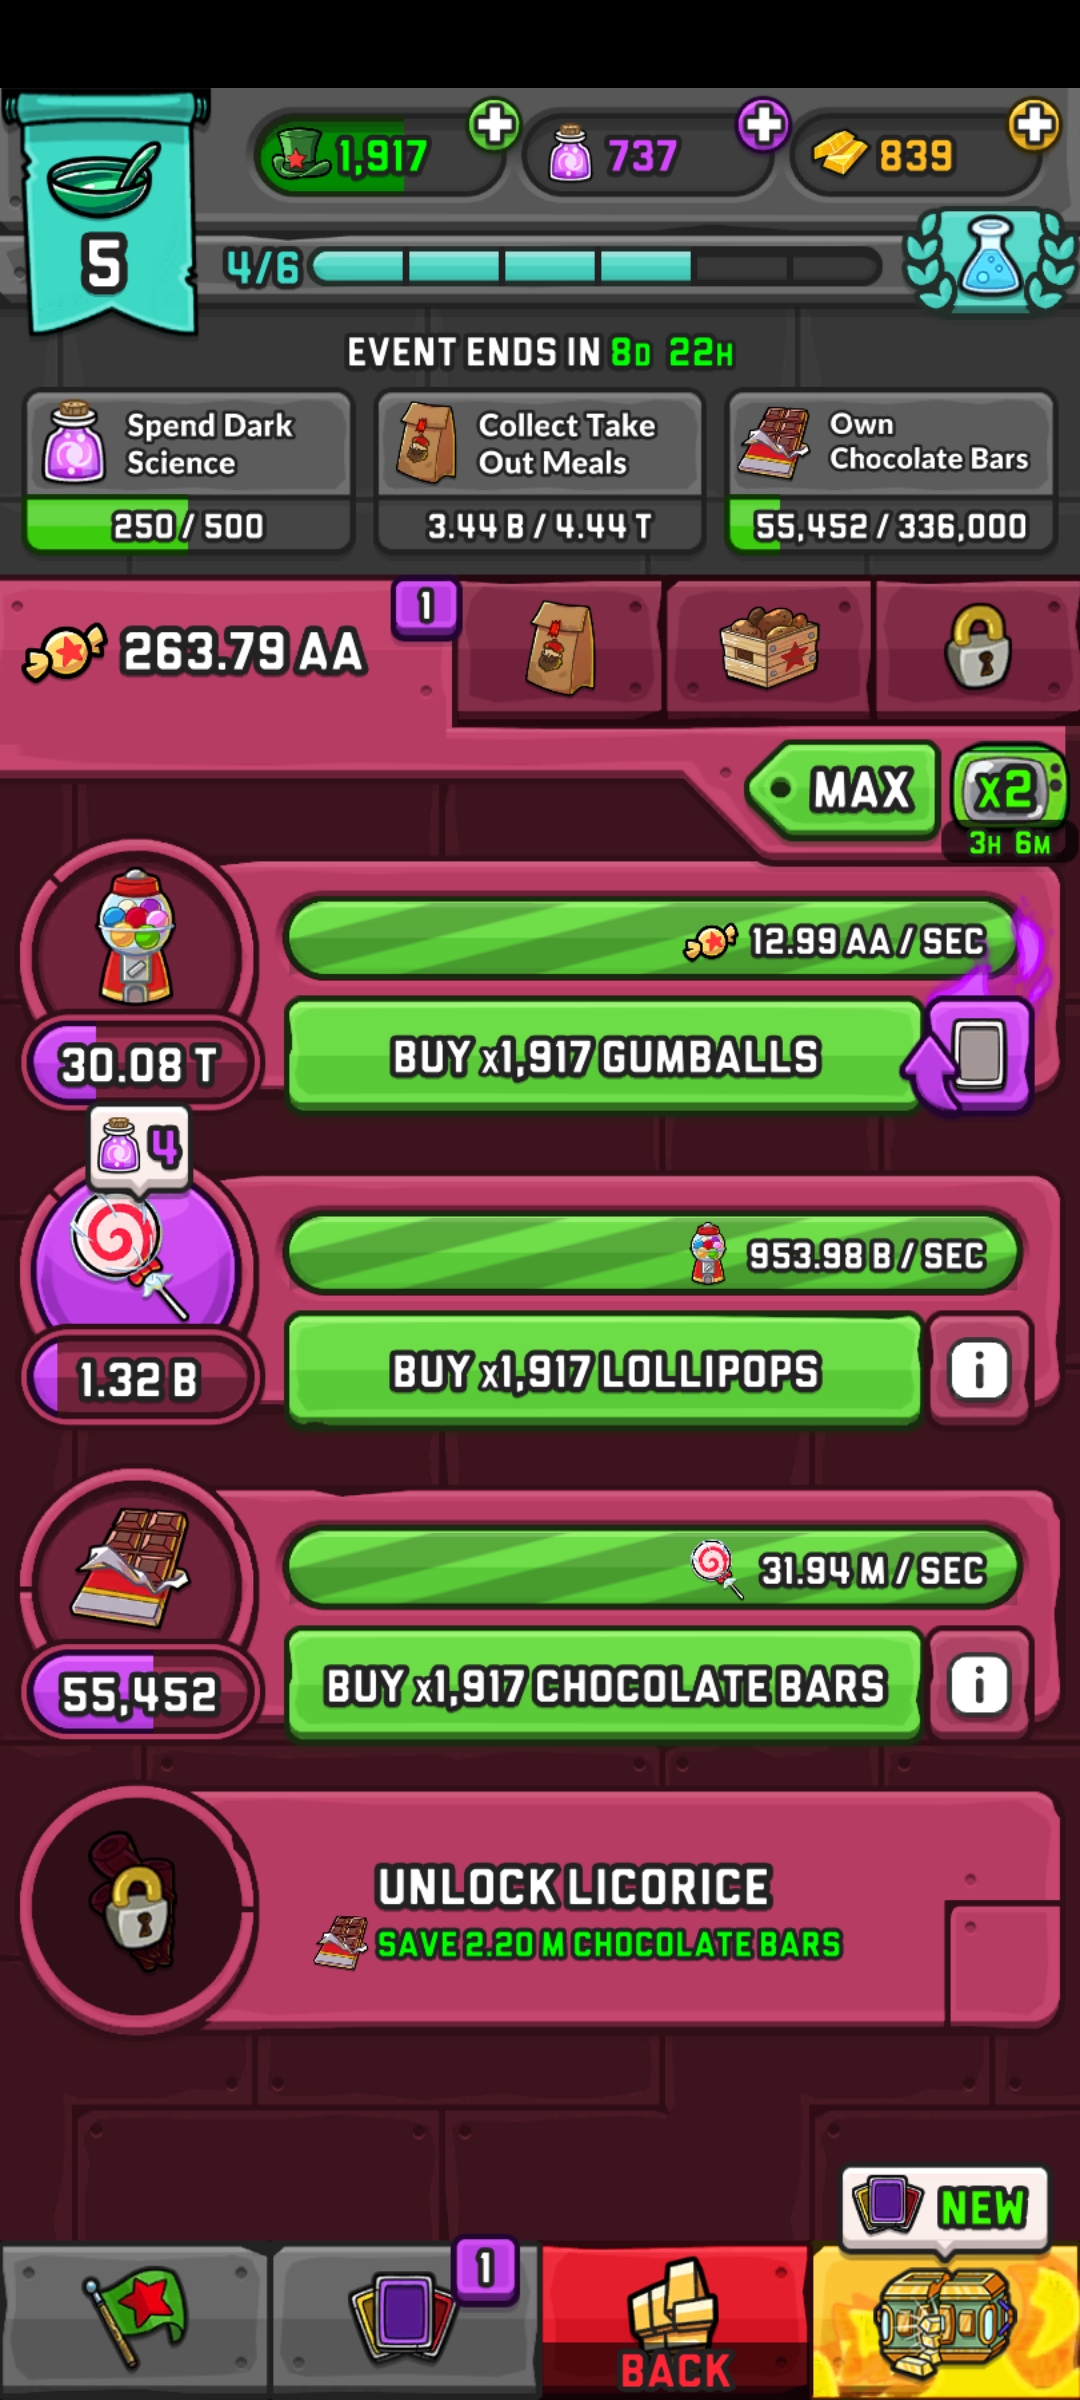 1,917
737
839
5
4/6
EVENT ENDS IN 8D 22H
Spend Dark
Science
250 / 500
Collect Take
Out Meals
3.44 B / 4.44 T
Own
Chocolate Bars
55,452 / 336,000
263.79 AA
1
MAX
x2
3H 6M
12.99 AA / SEC
30.08 T
BUY x1,917 GUMBALLS
4
953.98 B / SEC
1.32 B
BUY x1,917 LOLLIPOPS
i
31.94 M / SEC
55,452
BUY x1,917 CHOCOLATE BARS
i
UNLOCK LICORICE
SAVE 2.20 M CHOCOLATE BARS
NEW
1
BACK